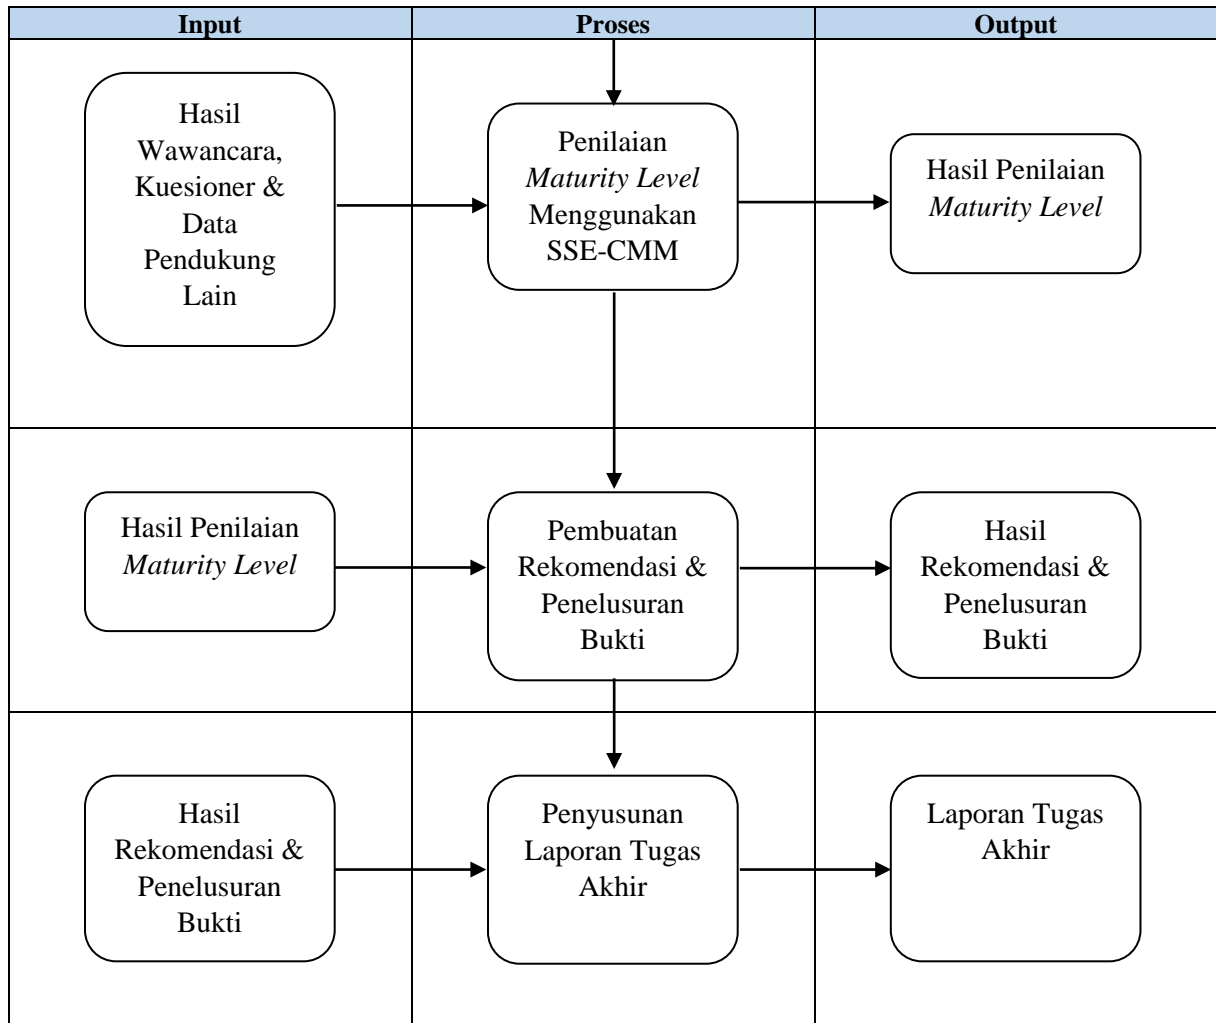 Input
Proses
Output
Hasil
Wawancara,
Kuesioner &
Data
Pendukung
Lain
Penilaian
Maturity Level
Menggunakan
SSE-CMM
Hasil Penilaian
Maturity Level
Hasil Penilaian
Maturity Level
Pembuatan
Rekomendasi &
Penelusuran
Bukti
Hasil
Rekomendasi &
Penelusuran
Bukti
Hasil
Rekomendasi &
Penelusuran
Bukti
Penyusunan
Laporan Tugas
Akhir
Laporan Tugas
Akhir